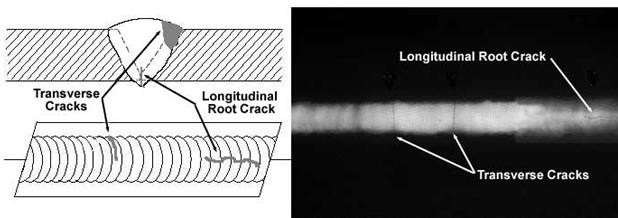 Transverse
Cracks
Longitudinal
Root Crack
Longitudinal Root Crack
Transverse Cracks